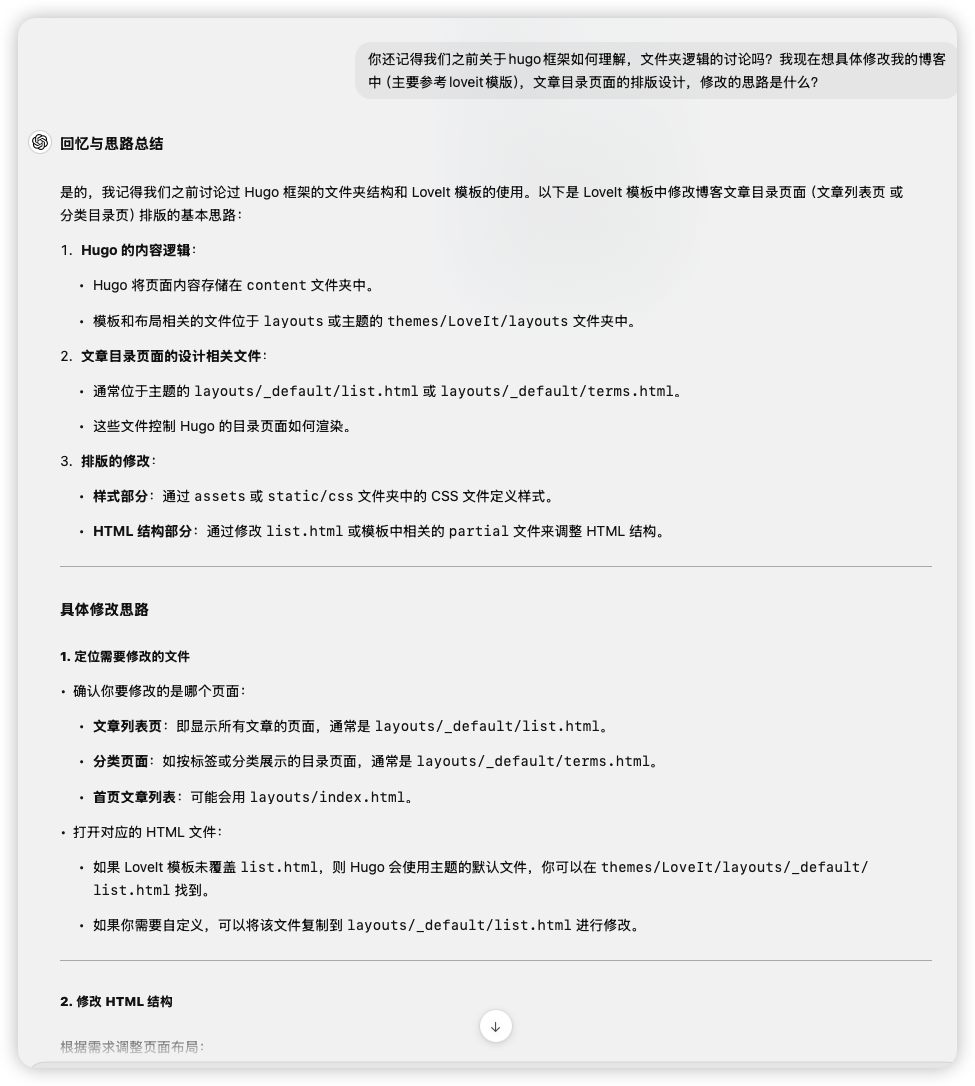 你还记得我们之前关于hugo框架如何理解，文件夹逻辑的讨论吗？我现在想具体修改我的博客
中（主要参考loveit模版），文章目录页面的排版设计，修改的思路是什么？
回忆与思路总结
是的，我记得我们之前讨论过 Hugo 框架的文件夹结构和 LoveIt 模板的使用。以下是 LoveIt 模板中修改博客文章目录页面（文章列表页 或
分类目录页）排版的基本思路：
1. Hugo 的内容逻辑：
• Hugo 将页面内容存储在 content 文件夹中。
• 模板和布局相关的文件位于 layouts 或主题的 themes/LoveIt/layouts 文件夹中。
2. 文章目录页面的设计相关文件：
• 通常位于主题的 layouts/_default/list.html 或 layouts/_default/terms.html。
• 这些文件控制 Hugo 的目录页面如何渲染。
3. 排版的修改：
• 样式部分：通过 assets 或 static/css 文件夹中的 CSS 文件定义样式。
• HTML 结构部分：通过修改 list.html 或模板中相关的 partial 文件来调整 HTML 结构。
具体修改思路
1. 定位需要修改的文件
• 确认你要修改的是哪个页面：
• 文章列表页：即显示所有文章的页面，通常是 layouts/_default/list.html。
• 分类页面：如按标签或分类展示的目录页面，通常是 layouts/_default/terms.html。
• 首页文章列表：可能会用 layouts/index.html。
• 打开对应的 HTML 文件：
• 如果 LoveIt 模板未覆盖 list.html，则 Hugo 会使用主题的默认文件，你可以在 themes/LoveIt/layouts/_default/
list.html 找到。
• 如果你需要自定义，可以将该文件复制到 layouts/_default/list.html 进行修改。
2. 修改 HTML 结构
根据需求调整页面布局：